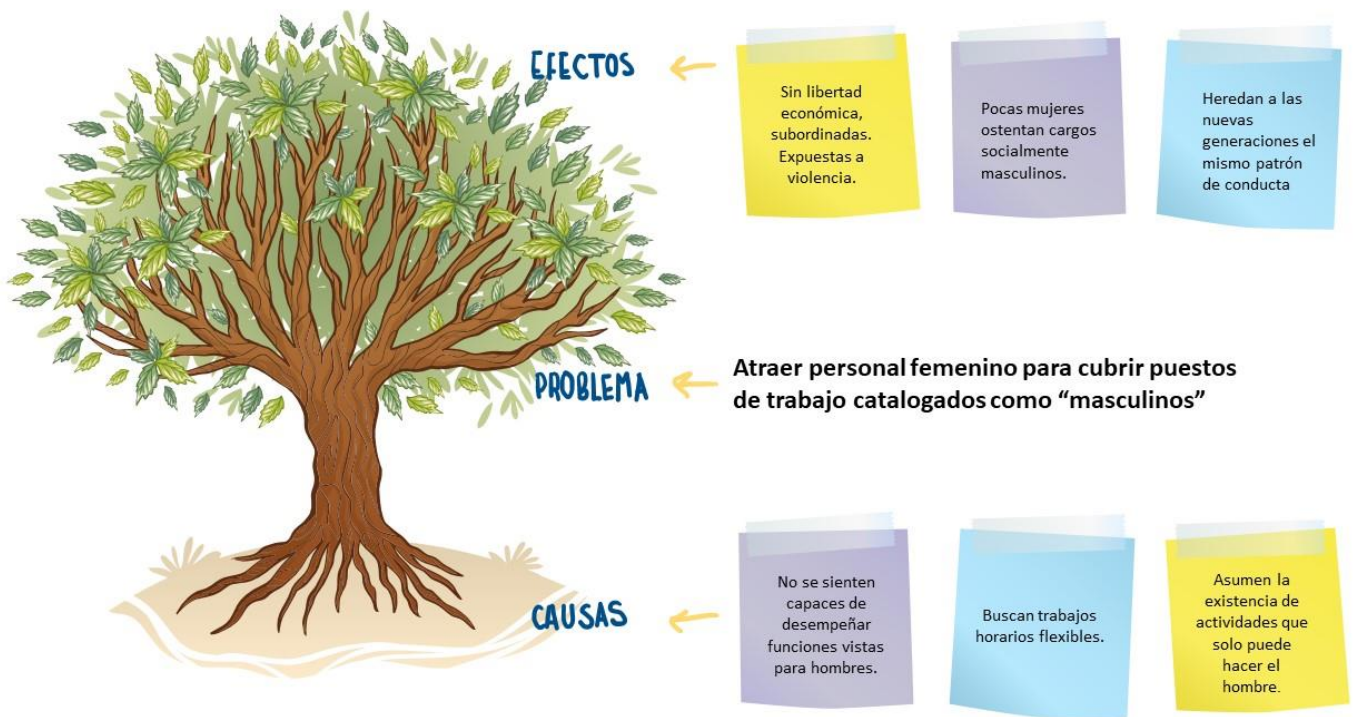 EFECTOS
Sin libertad
económica,
subordinadas.
Expuestas a
violencia.
Pocas mujeres
ostentan cargos
socialmente
masculinos.
Heredan a las
nuevas
generaciones el
mismo patrón
de conducta
PROBLEMA
Atraer personal femenino para cubrir puestos
de trabajo catalogados como “masculinos”
CAUSAS
No se sienten
capaces de
desempeñar
funciones vistas
para hombres.
Buscan trabajos
horarios flexibles.
Asumen la
existencia de
actividades que
solo puede
hacer el
hombre.